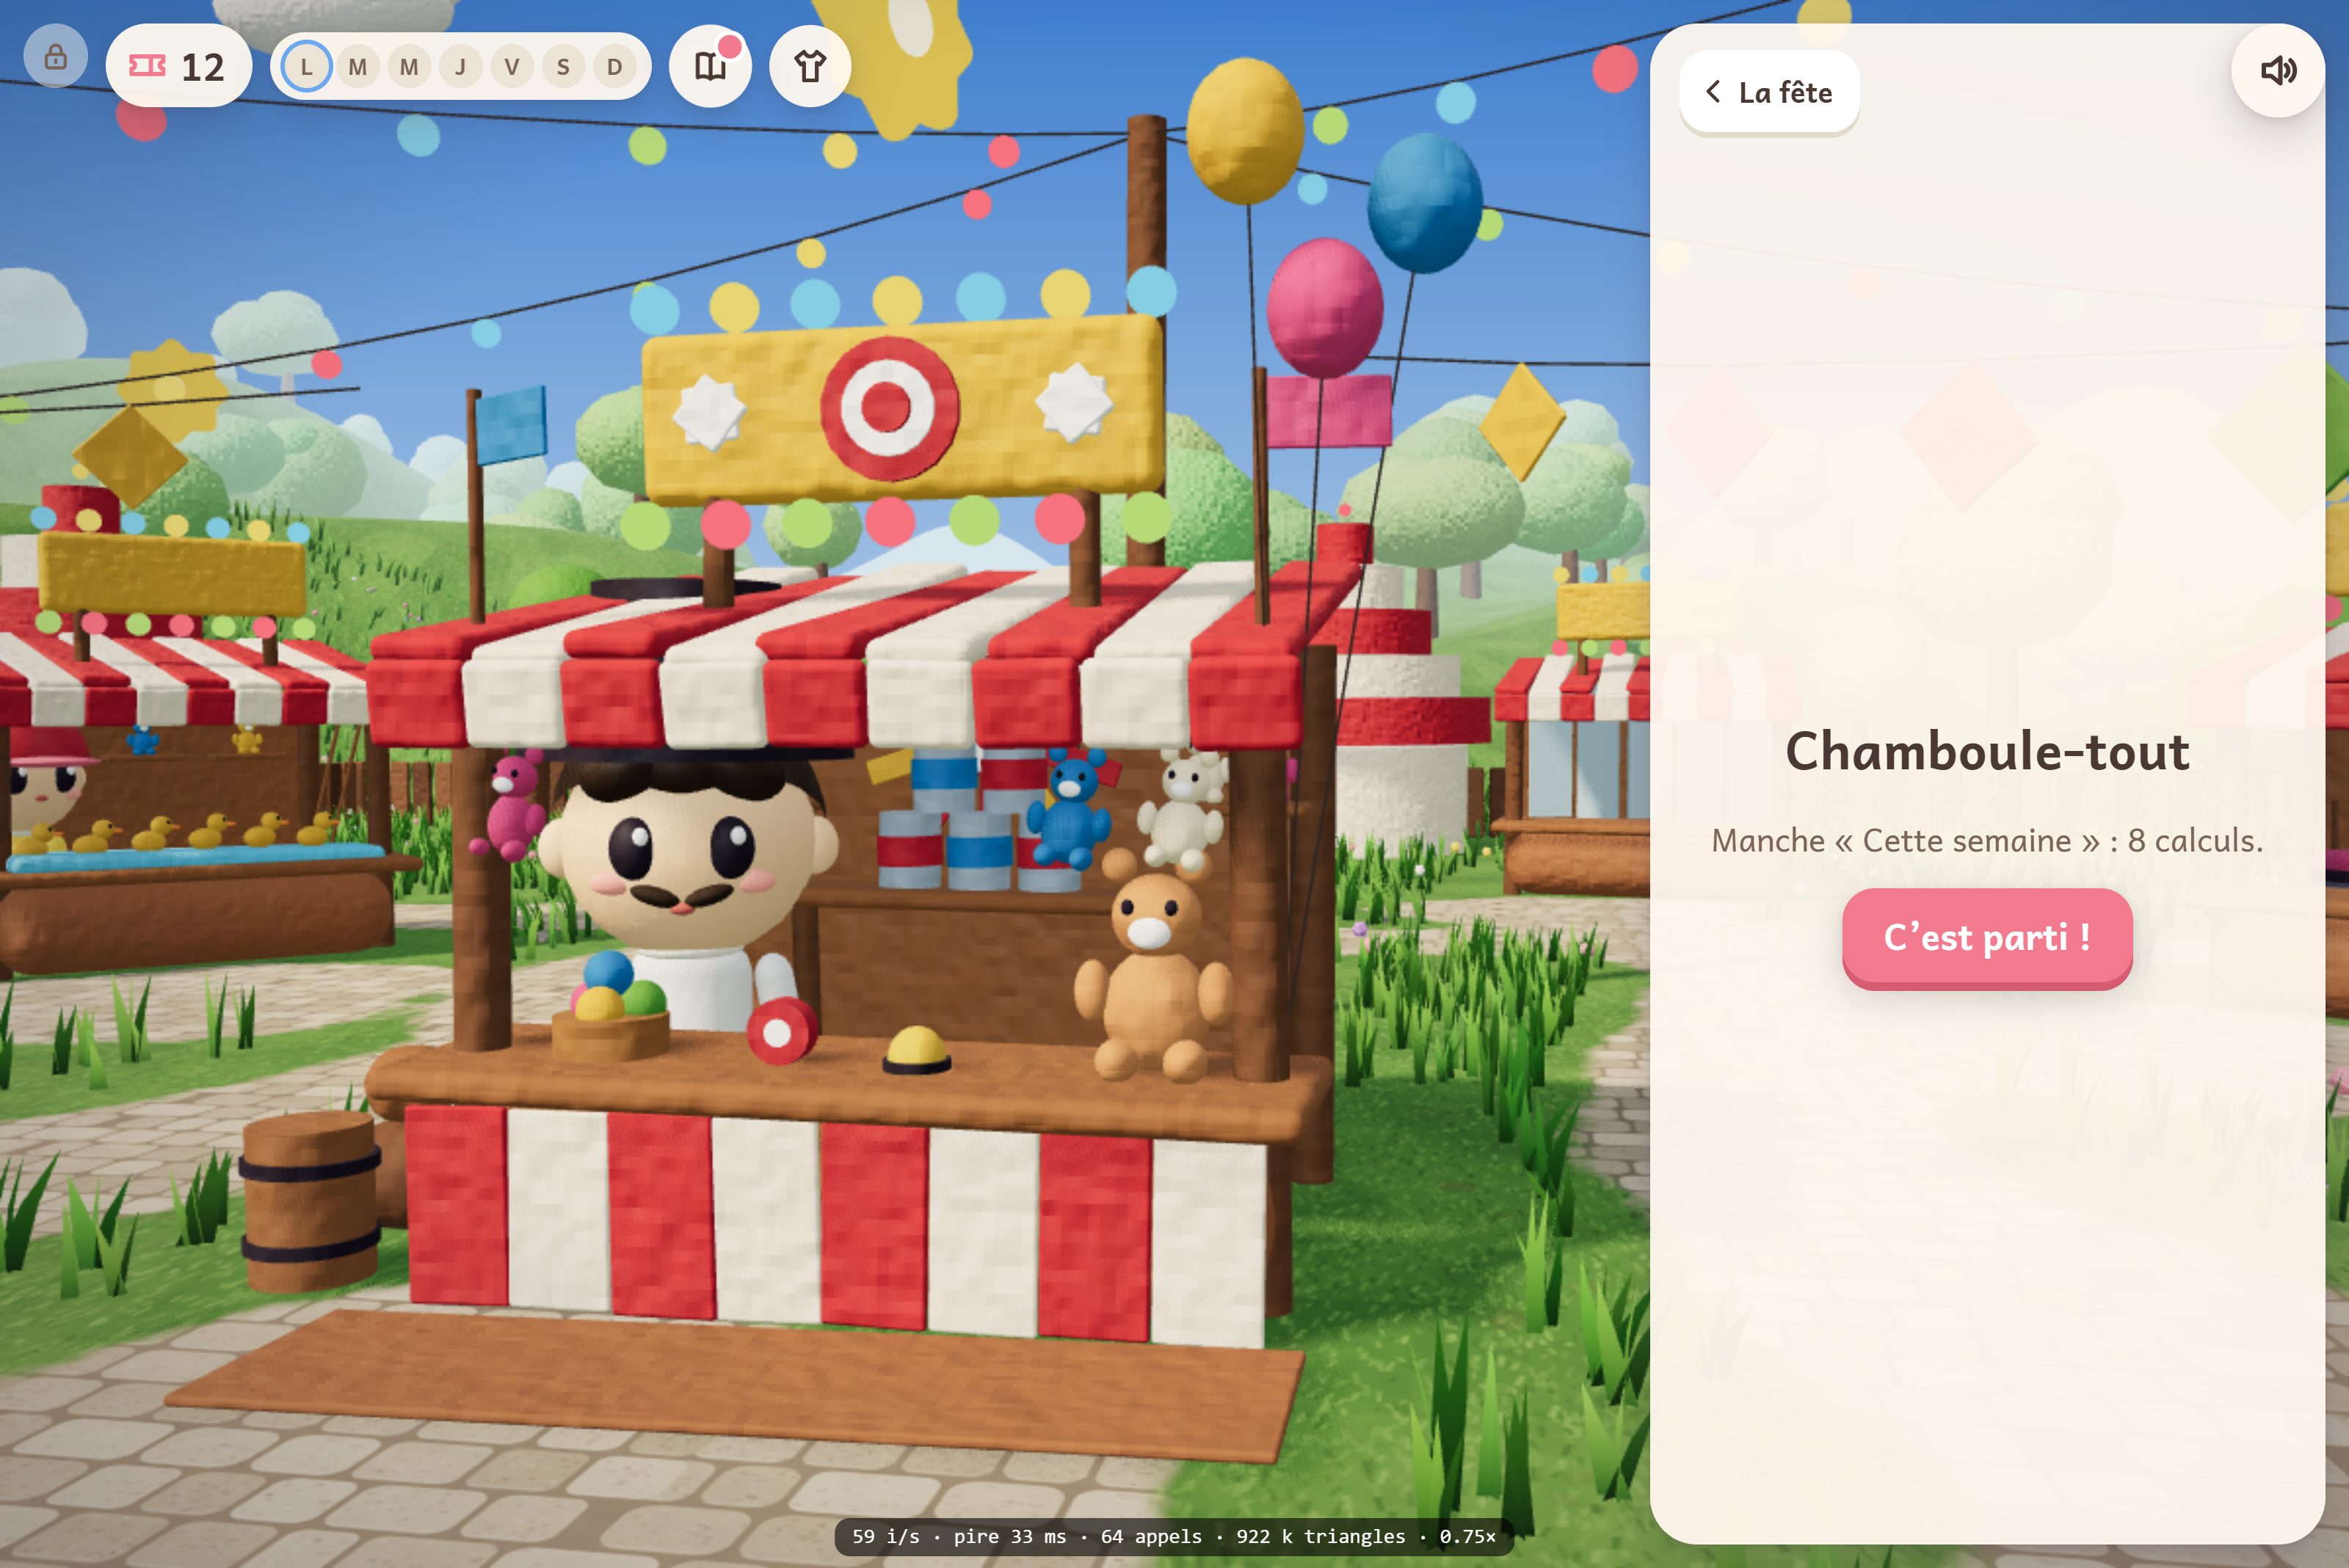 12
L M M J V S D
La fête
Chamboule-tout
Manche « Cette semaine » : 8 calculs.
C’est parti !
59 i/s · pire 33 ms · 64 appels · 922 k triangles · 0.75×